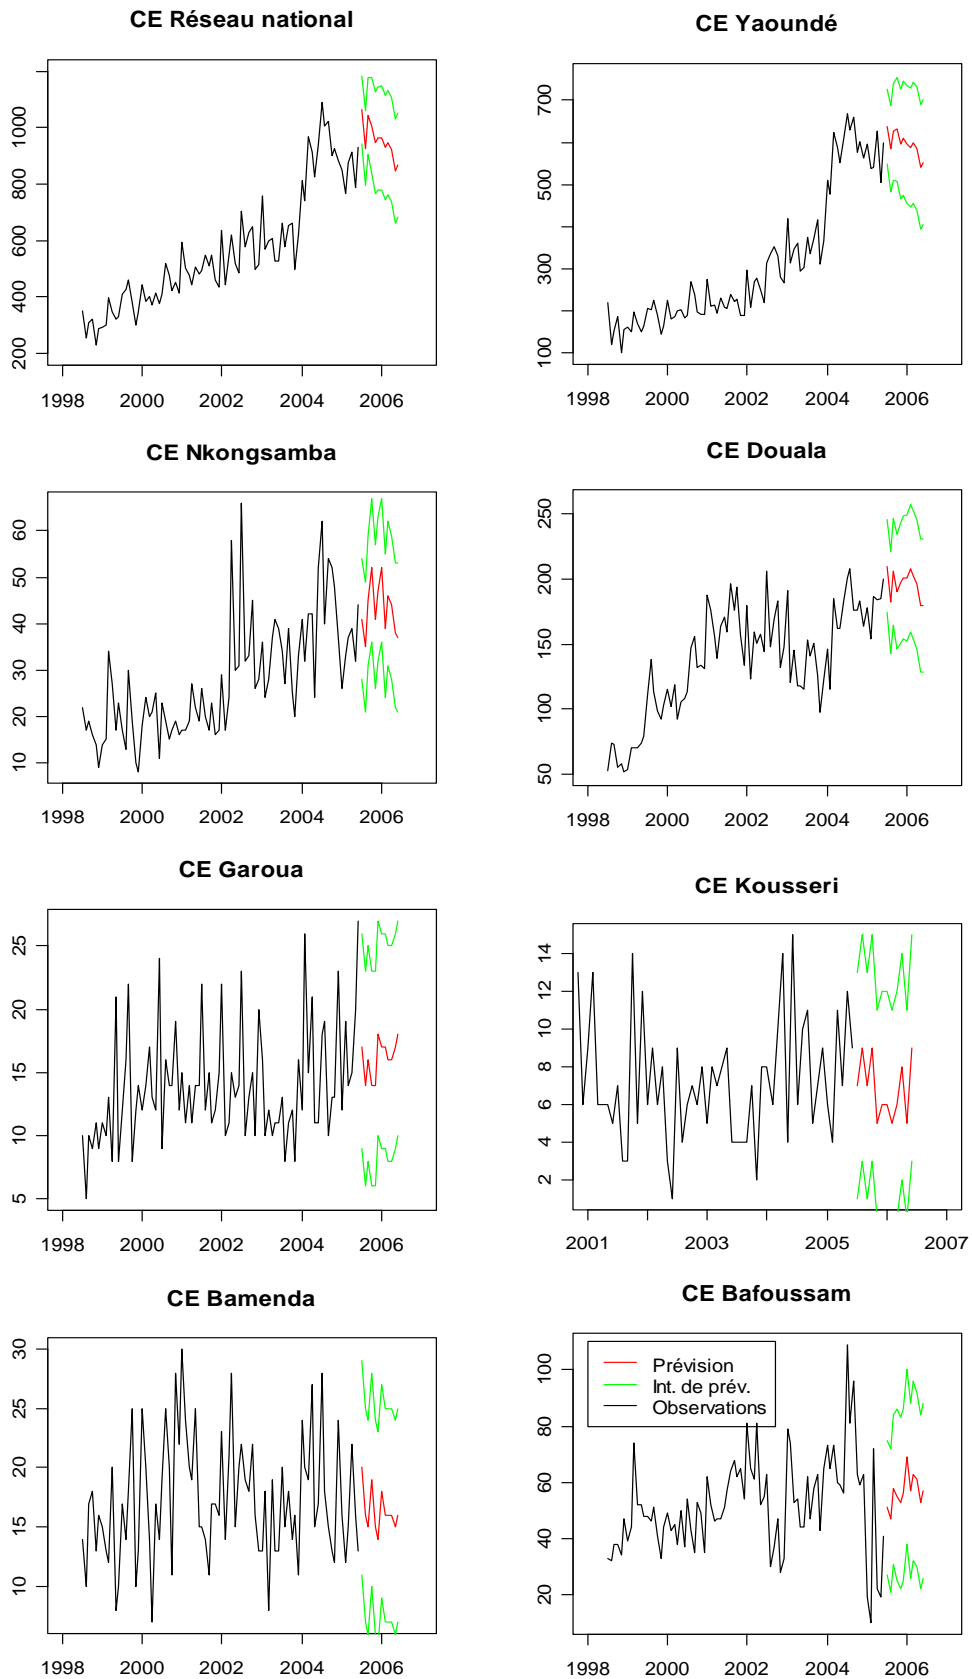 CE Réseau national
1000
800
600
400
200
1998 2000 2002 2004 2006
CE Yaoundé
700
500
300
100
1998 2000 2002 2004 2006
CE Nkongsamba
60
50
40
30
20
10
1998 2000 2002 2004 2006
CE Douala
250
200
150
100
50
1998 2000 2002 2004 2006
CE Garoua
25
20
15
10
5
1998 2000 2002 2004 2006
CE Kousseri
14
12
10
8
6
4
2
2001 2003 2005 2007
CE Bamenda
30
25
20
15
10
1998 2000 2002 2004 2006
CE Bafoussam
Prévision
Int. de prév.
Observations
100
80
60
40
20
1998 2000 2002 2004 2006